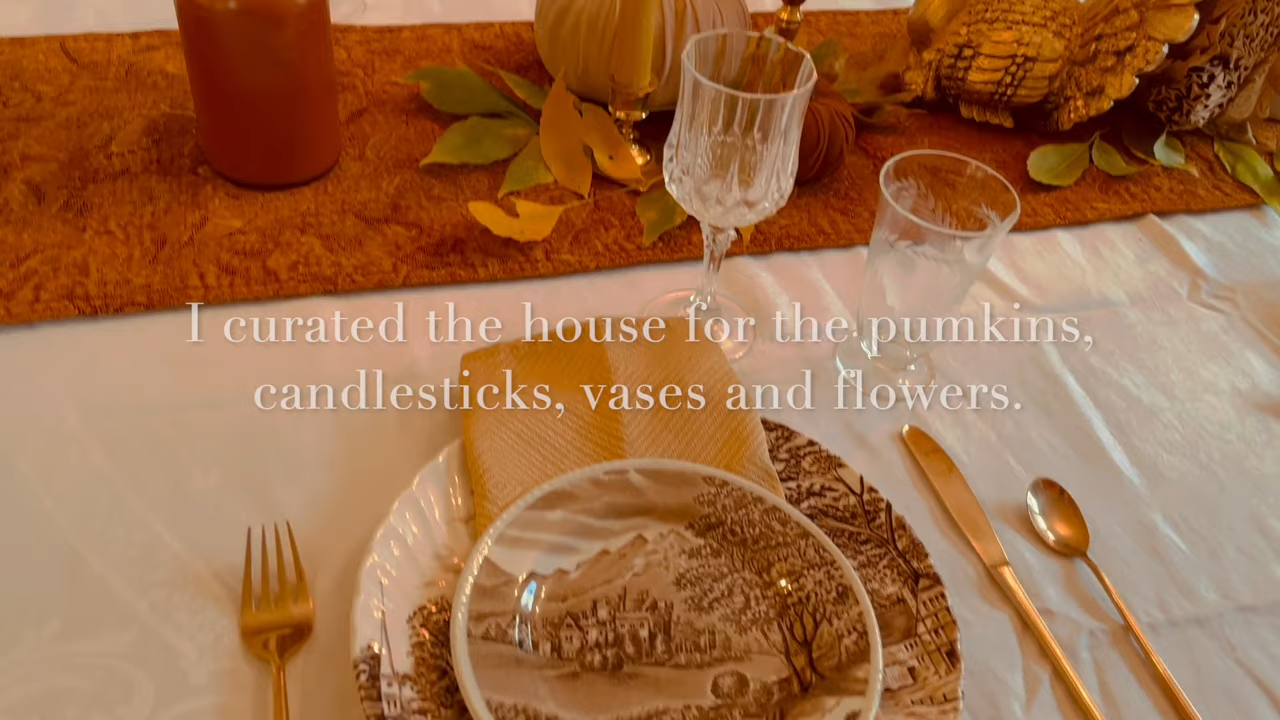 I curated the house for the pumkins,
candlesticks, vases and flowers.